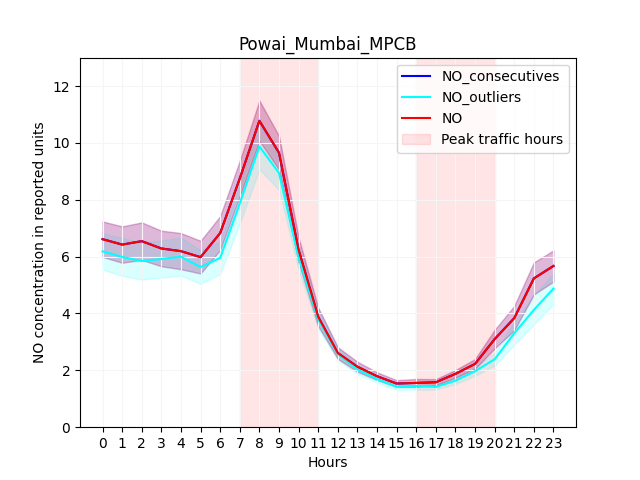 Powai_Mumbai_MPCB
NO_consecutives
NO_outliers
NO
Peak traffic hours
NO concentration in reported units
12
10
8
6
4
2
0
0 1 2 3 4 5 6 7 8 9 10 11 12 13 14 15 16 17 18 19 20 21 22 23
Hours